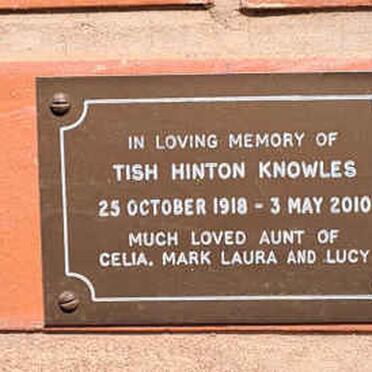 IN LOVING MEMORY OF
TISH HINTON KNOWLES
25 OCTOBER 1918 - 3 MAY 2010
MUCH LOVED AUNT OF
CELIA. MARK LAURA AND LUCY